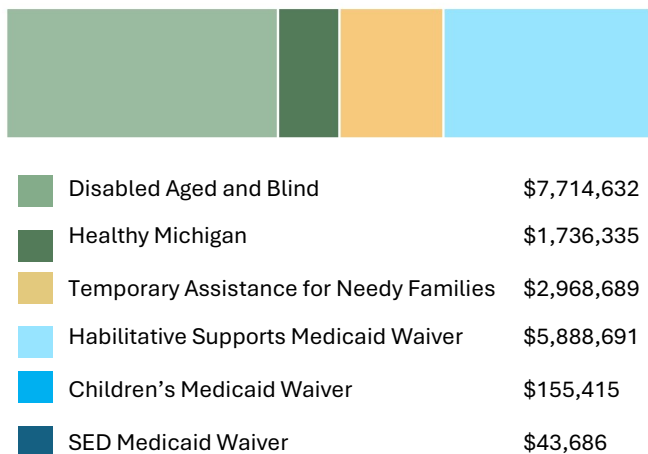 Disabled Aged and Blind $7,714,632
Healthy Michigan $1,736,335
Temporary Assistance for Needy Families $2,968,689
Habilitative Supports Medicaid Waiver $5,888,691
Children’s Medicaid Waiver $155,415
SED Medicaid Waiver $43,686